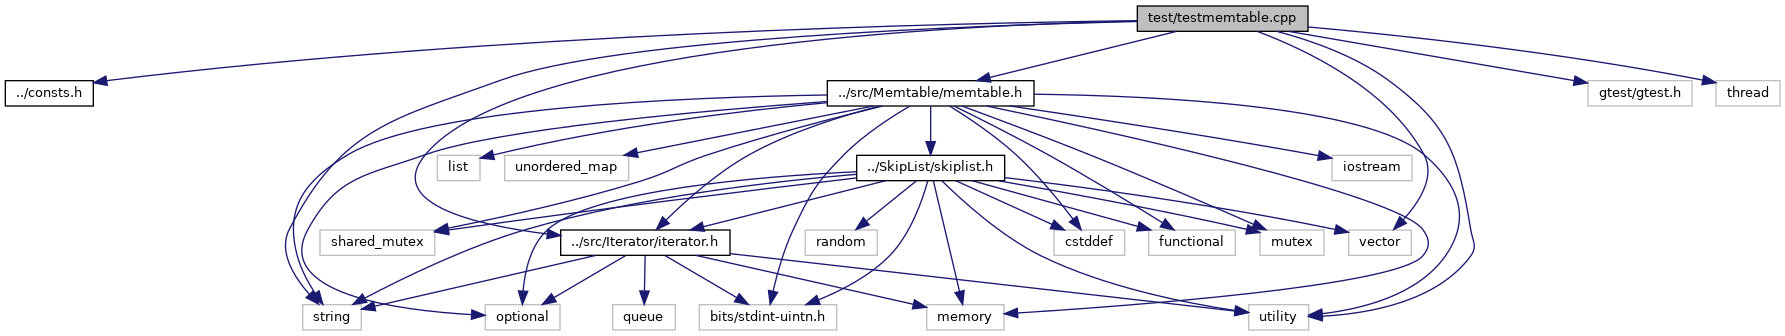 test/testmemtable.cpp
../consts.h
../src/Memtable/memtable.h
gtest/gtest.h
thread
list
unordered_map
../SkipList/skiplist.h
iostream
shared_mutex
../src/Iterator/iterator.h
random
cstddef
functional
mutex
vector
string
optional
queue
bits/stdint-uintn.h
memory
utility